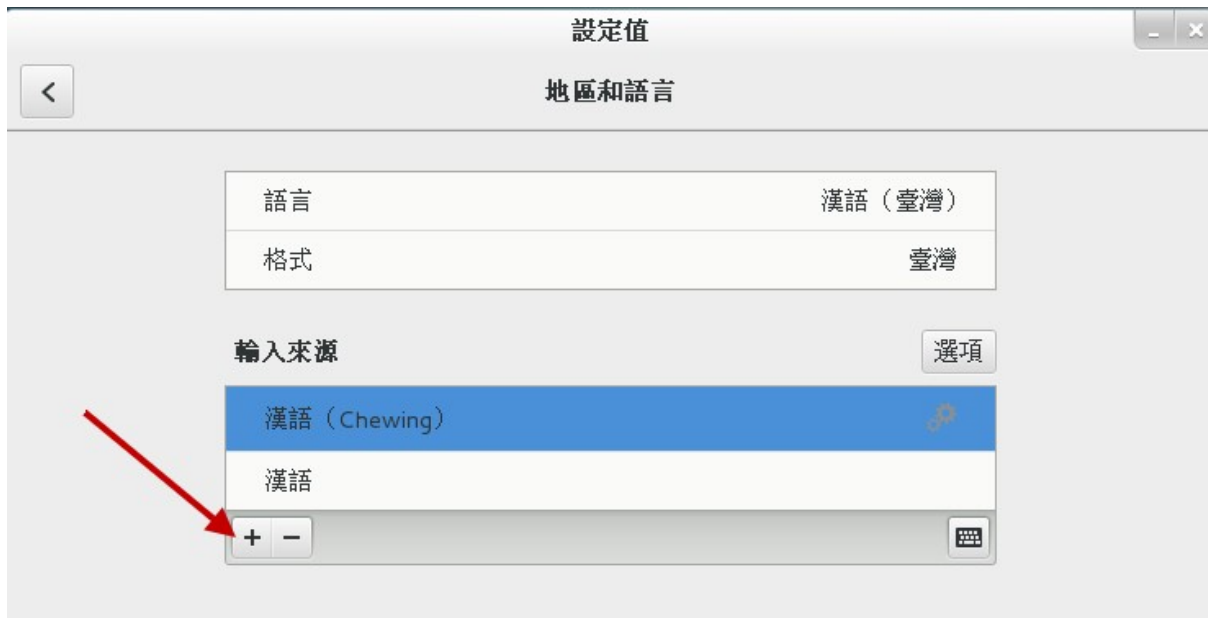 設定值
地區和語言
語言 漢語（臺灣）
格式 臺灣
輸入來源 選項
漢語（Chewing）
漢語
+ −